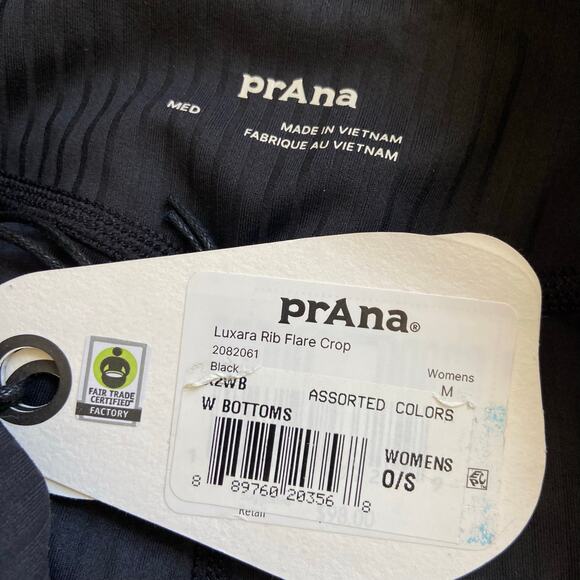 prAna
MED
MADE IN VIETNAM
FABRIQUE AU VIETNAM
prAna®
Luxara Rib Flare Crop
2082061
Black
Womens
M
ASSORTED COLORS
W BOTTOMS
WOMENS
O/S
8 89760 20356 8
Retail
FAIR TRADE
CERTIFIED
FACTORY